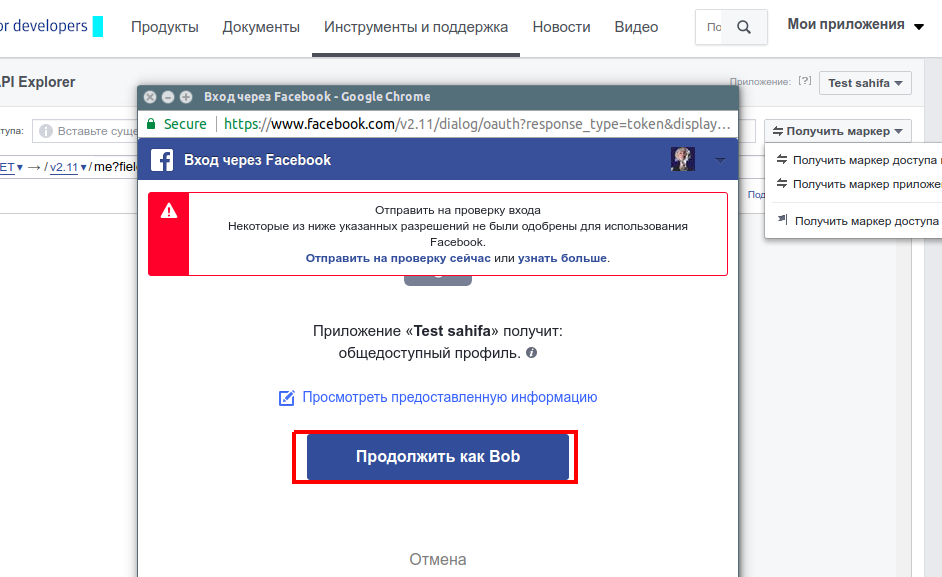 or developers
Продукты Документы Инструменты и поддержка Новости Видео По Мои приложения
PI Explorer
Приложение: [?] Test sahifa
Вход через Facebook - Google Chrome
тупа: Вставьте суще
Secure https://www.facebook.com/v2.11/dialog/oauth?response_type=token&display...
Получить маркер
Получить маркер доступа
Получить маркер приложе
Получить маркер доступа
ET → / v2.11 / me?field
Под
Вход через Facebook
Отправить на проверку входа
Некоторые из ниже указанных разрешений не были одобрены для использования
Facebook.
Отправить на проверку сейчас или узнать больше.
Приложение «Test sahifa» получит:
общедоступный профиль.
Просмотреть предоставленную информацию
Продолжить как Bob
Отмена